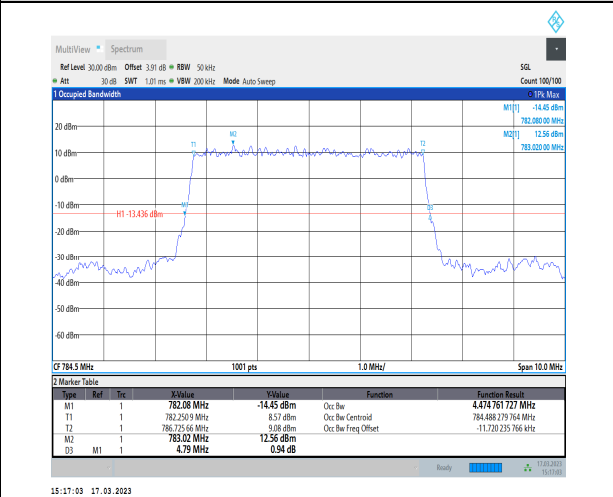 MultiView Spectrum
Ref Level 30.00 dBm Offset 3.91 dB RBW 50 kHz SGL
Att 30 dB SWT 1.01 ms VBW 200 kHz Mode Auto Sweep Count 100/100
1 Occupied Bandwidth 1Pk Max
M1[1] -14.45 dBm
782.080 00 MHz
M2[1] 12.56 dBm
783.020 00 MHz
20 dBm
T1 M2 T2
10 dBm
0 dBm
-10 dBm
M1 D3
H1 -13.436 dBm
-20 dBm
-30 dBm
-40 dBm
-50 dBm
-60 dBm
CF 784.5 MHz 1001 pts 1.0 MHz/ Span 10.0 MHz
2 Marker Table
Type Ref Trc X-Value Y-Value Function Function Result
M1 1 782.08 MHz -14.45 dBm Occ Bw 4.474 761 727 MHz
T1 1 782.250 9 MHz 8.57 dBm Occ Bw Centroid 784.488 279 764 MHz
T2 1 786.725 66 MHz 9.08 dBm Occ Bw Freq Offset -11.720 235 766 kHz
M2 1 783.02 MHz 12.56 dBm
D3 M1 1 4.79 MHz 0.94 dB
Ready 17.03.2023
15:17:03
15:17:03 17.03.2023